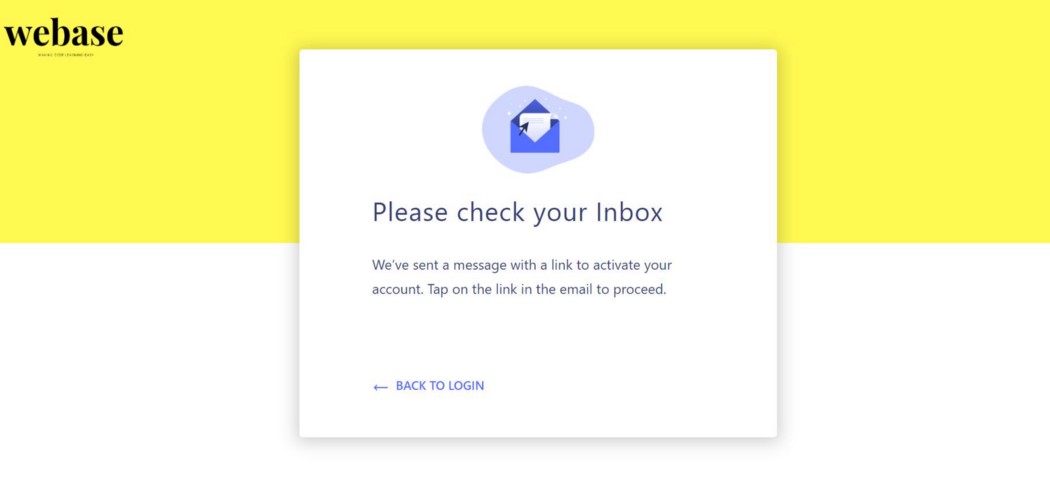 webase
Please check your Inbox
We've sent a message with a link to activate your
account. Tap on the link in the email to proceed.
← BACK TO LOGIN